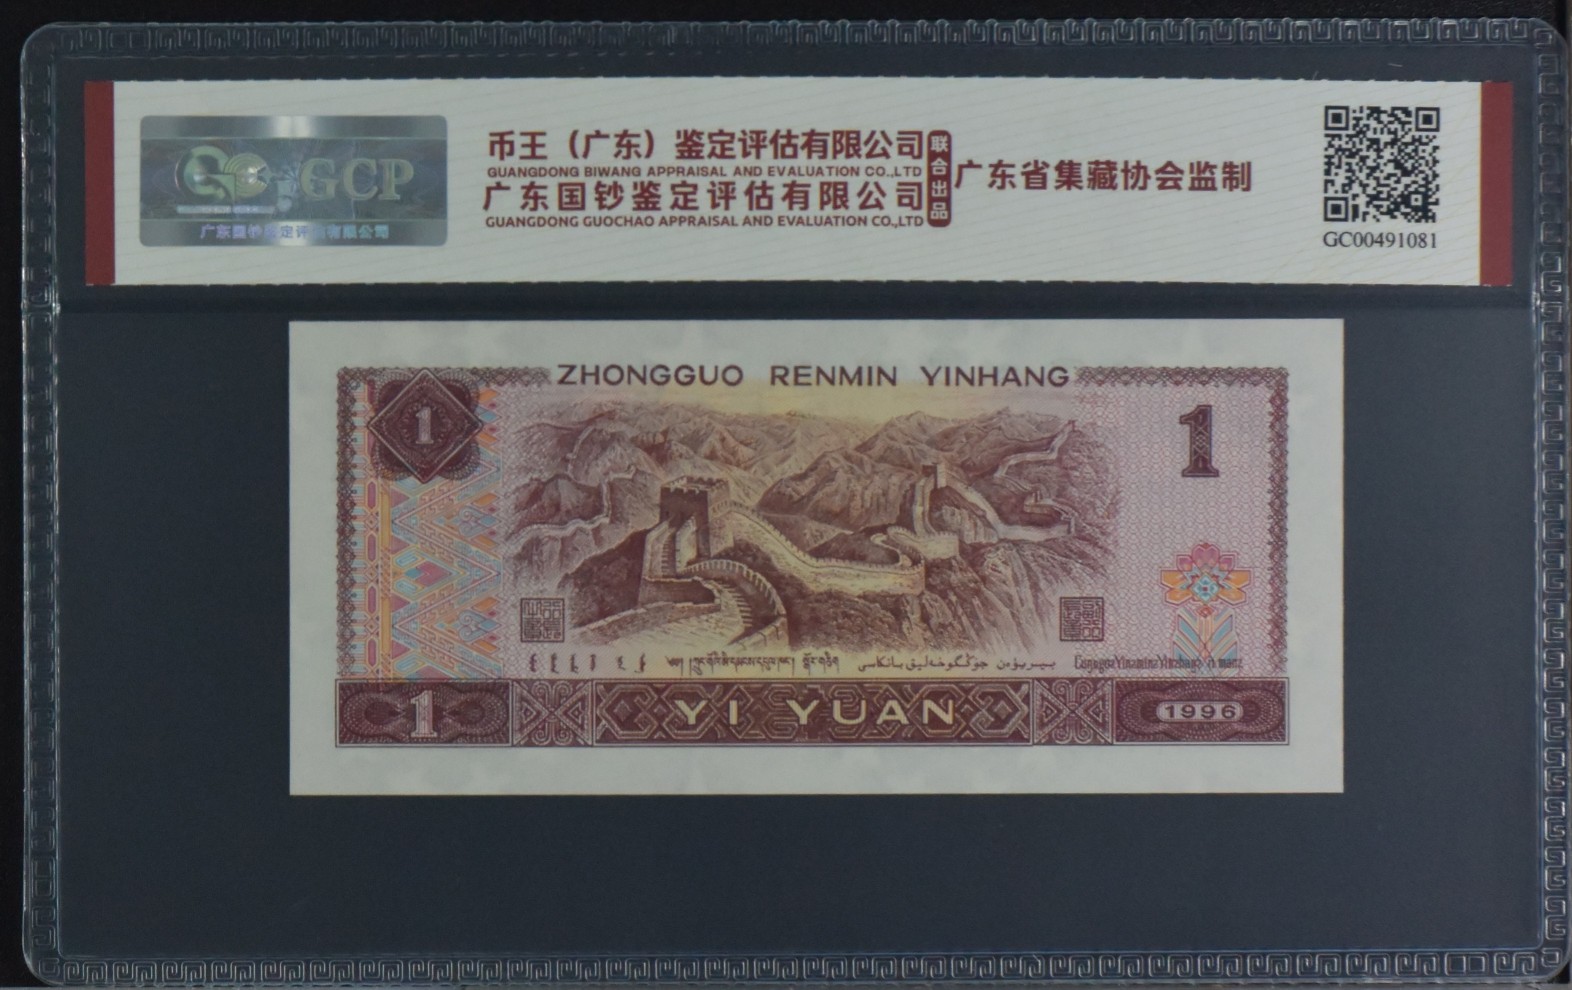 GCP
广东国钞鉴定评估有限公司
币王（广东）鉴定评估有限公司
GUANGDONG BIWANG APPRAISAL AND EVALUATION CO.,LTD
广东国钞鉴定评估有限公司
GUANGDONG GUOCHAO APPRAISAL AND EVALUATION CO.,LTD
联合出品
广东省集藏协会监制
GC00491081
ZHONGGUO RENMIN YINHANG
1
1
1
YI YUAN
1996